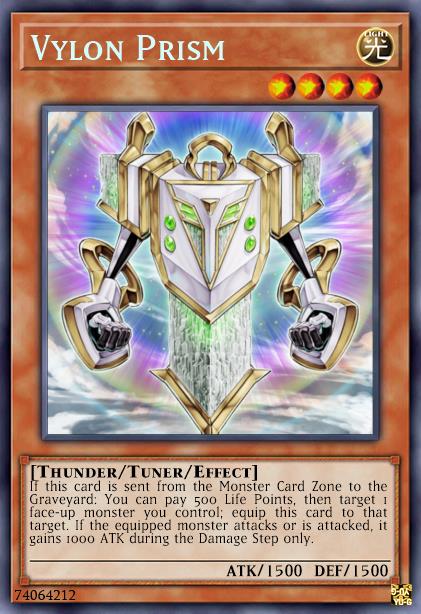 Vylon Prism
LIGHT
光
[Thunder/Tuner/Effect]
If this card is sent from the Monster Card Zone to the
Graveyard: You can pay 500 Life Points, then target 1
face-up monster you control; equip this card to that
target. If the equipped monster attacks or is attacked, it
gains 1000 ATK during the Damage Step only.
ATK/1500 DEF/1500
74064212